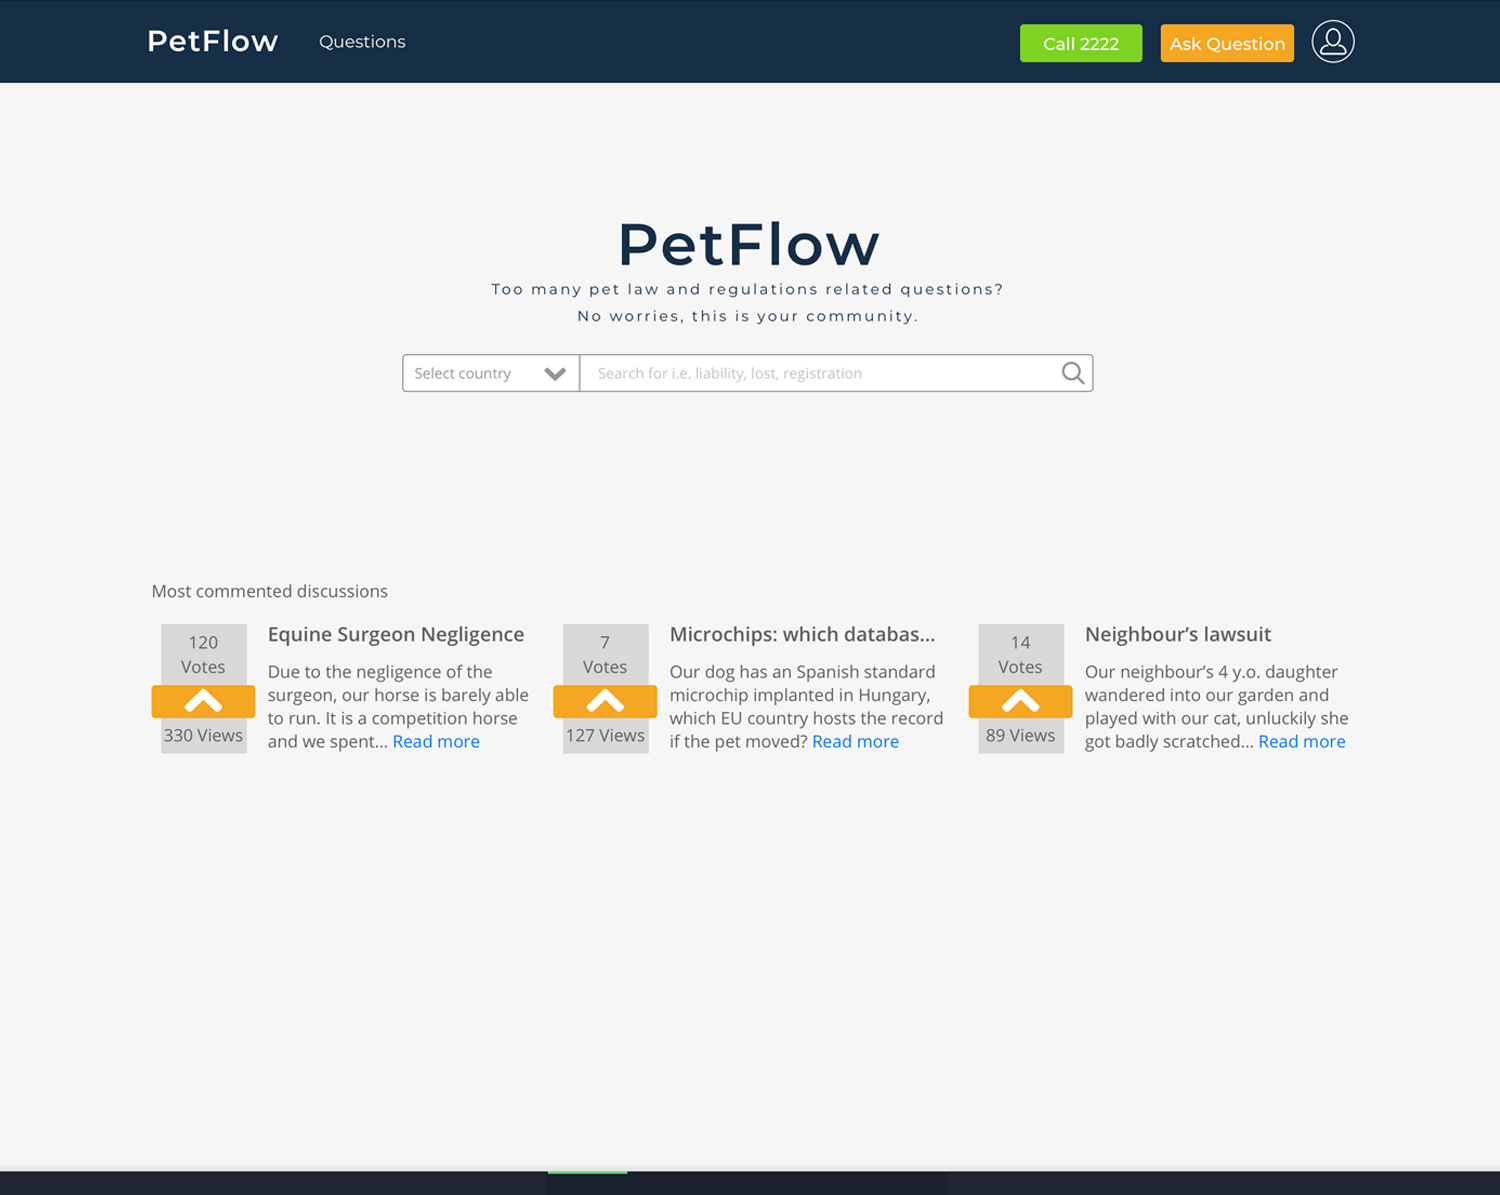 PetFlow
Questions
Call 2222
Ask Question
PetFlow
Too many pet law and regulations related questions?
No worries, this is your community.
Select country
Search for i.e. liability, lost, registration
Most commented discussions
120
Votes
330 Views
Equine Surgeon Negligence
Due to the negligence of the
surgeon, our horse is barely able
to run. It is a competition horse
and we spent... Read more
7
Votes
127 Views
Microchips: which databas...
Our dog has an Spanish standard
microchip implanted in Hungary,
which EU country hosts the record
if the pet moved? Read more
14
Votes
89 Views
Neighbour’s lawsuit
Our neighbour’s 4 y.o. daughter
wandered into our garden and
played with our cat, unluckily she
got badly scratched... Read more